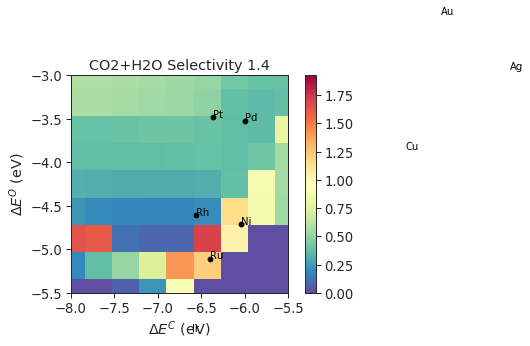 Au
CO2+H2O Selectivity 1.4
Ag
−3.0
−3.5
−4.0
−4.5
−5.0
−5.5
ΔE^O (eV)
Pt
Pd
Rh
Ni
Ru
Cu
1.75
1.50
1.25
1.00
0.75
0.50
0.25
0.00
−8.0 −7.5 −7.0 −6.5 −6.0 −5.5
ΔE^C (eV)
Ir